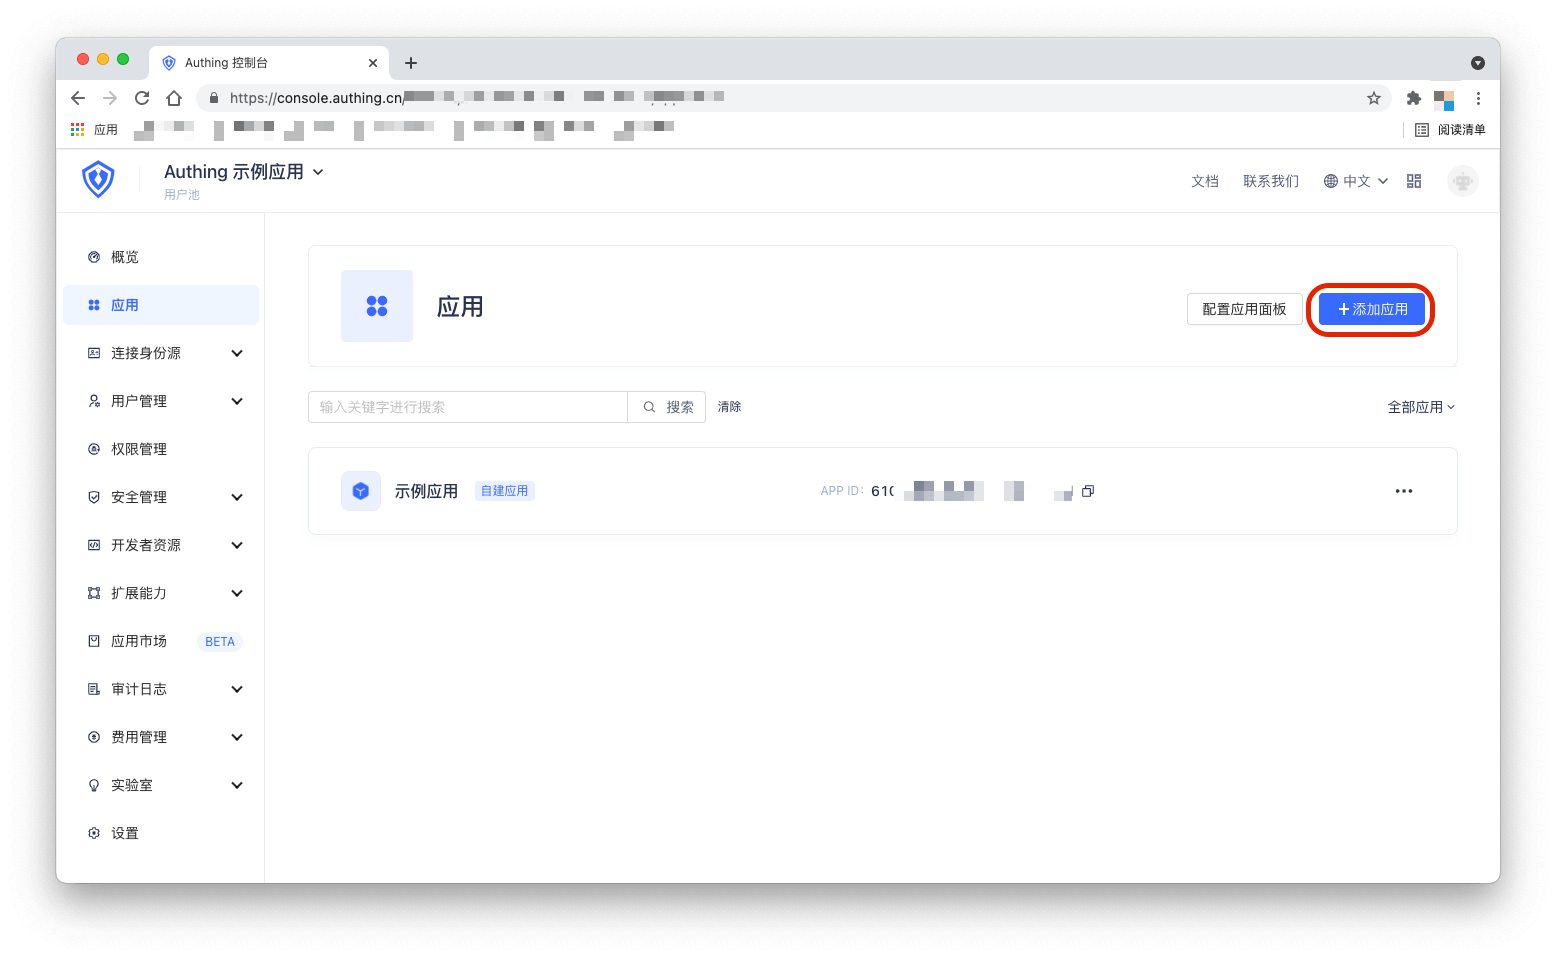 Authing 控制台
https://console.authing.cn/
应用
阅读清单
Authing 示例应用
用户池
文档 联系我们 中文
概览
应用
连接身份源
用户管理
权限管理
安全管理
开发者资源
扩展能力
应用市场 BETA
审计日志
费用管理
实验室
设置
应用
配置应用面板 +添加应用
输入关键字进行搜索 搜索 清除 全部应用
示例应用 自建应用 APP ID: 610